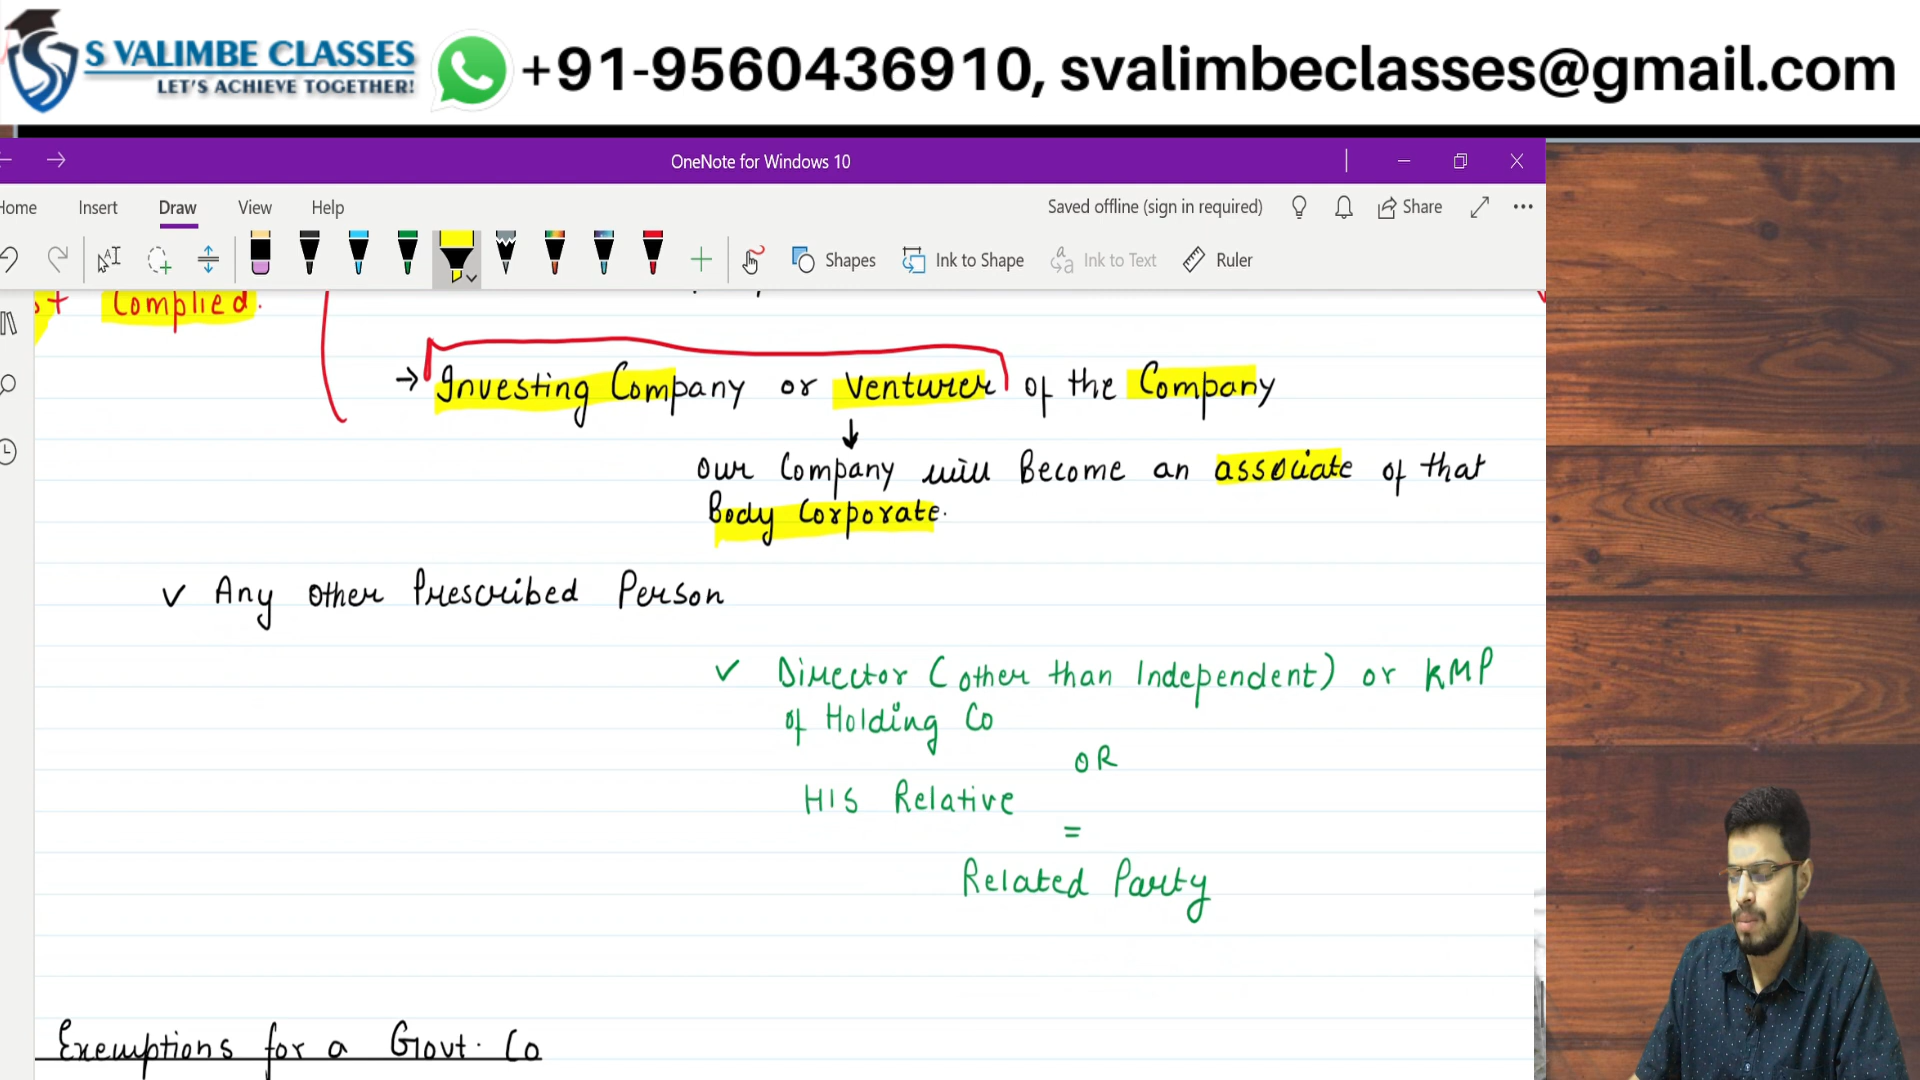 S VALIMBE CLASSES
LET'S ACHIEVE TOGETHER!
+91-9560436910, svalimbeclasses@gmail.com
OneNote for Windows 10
Home Insert Draw View Help
Saved offline (sign in required)
Share
Shapes
Ink to Shape
Ink to Text
Ruler
Complied.
→ Investing Company or Venturer of the Company
↓
our Company will Become an associate of that
Body Corporate.
✓ Any other Prescribed Person
✓ Director (other than Independent) or KMP
of Holding Co
OR
HIS Relative
=
Related Party
Exemptions for a Govt. Co